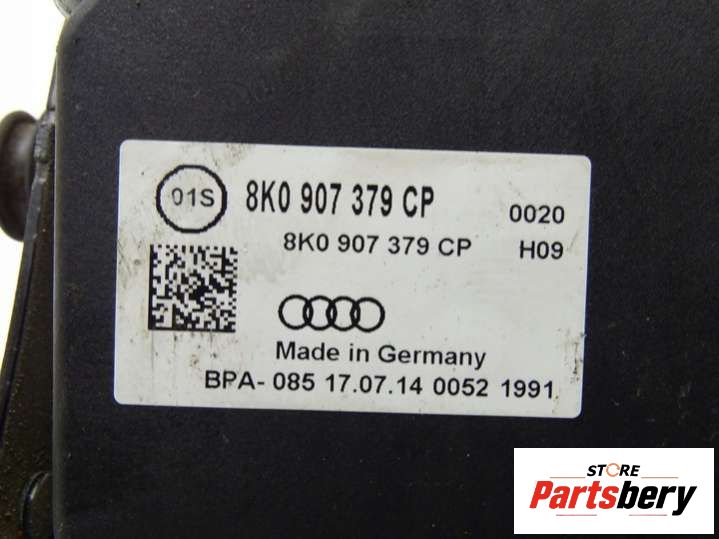 01S 8K0 907 379 CP 0020
8K0 907 379 CP H09
Made in Germany
BPA- 085 17.07.14 0052 1991
STORE
Partsbery